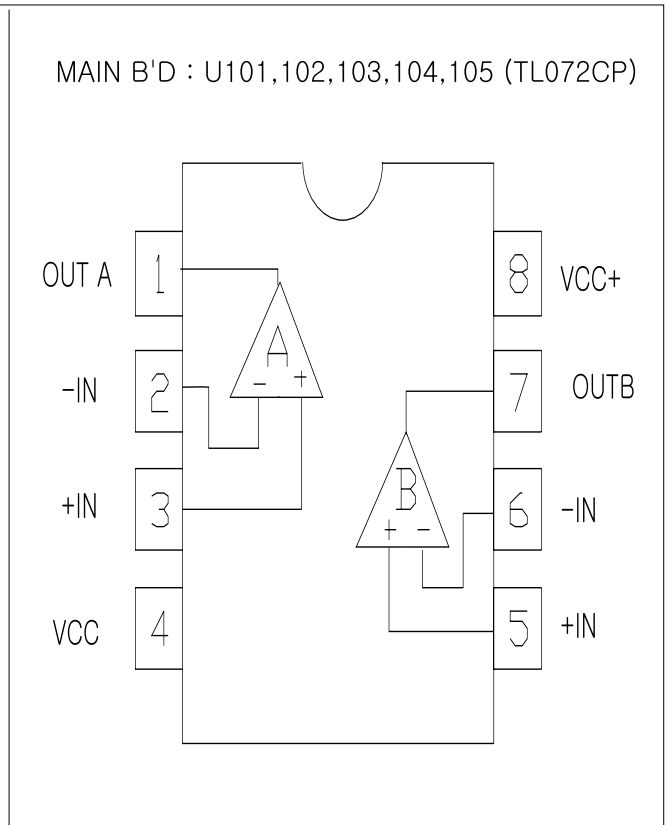 MAIN B'D : U101,102,103,104,105 (TL072CP)
OUT A 1
8 VCC+
A
- +
-IN 2
7 OUTB
B
+ -
+IN 3
6 -IN
VCC 4
5 +IN